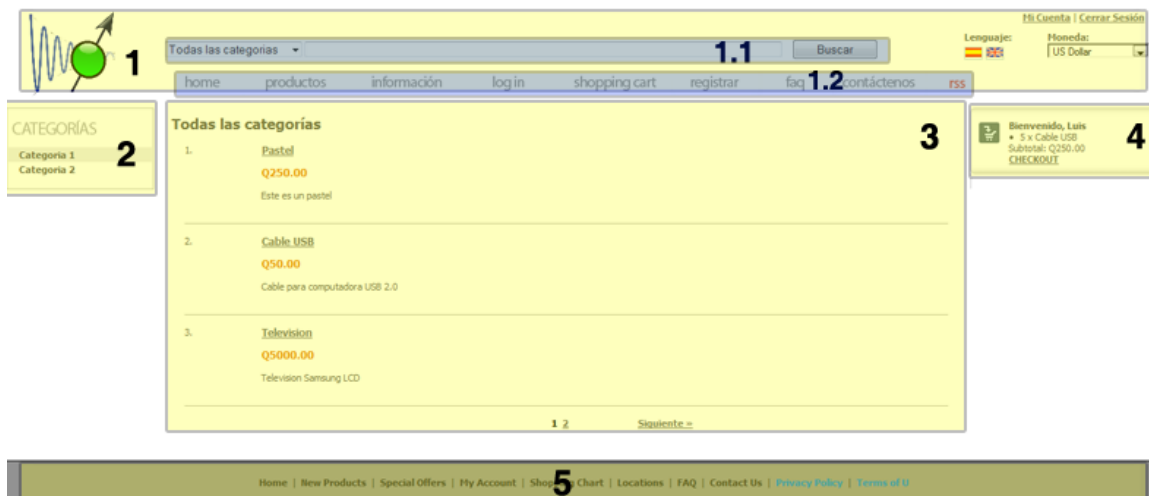 Mi Cuenta | Cerrar Sesión
Lenguaje: Moneda:
US Dollar
1
Todas las categorias 1.1 Buscar
home productos información log in shopping cart registrar faq 1.2 contáctenos rss
CATEGORÍAS
Categoria 1
Categoria 2
2
Todas las categorías
3
1. Pastel
Q250.00
Este es un pastel
2. Cable USB
Q50.00
Cable para computadora USB 2.0
3. Television
Q5000.00
Television Samsung LCD
1 2 Siguiente »
Bienvenido, Luis
• 5 x Cable USB
Subtotal: Q250.00
CHECKOUT
4
Home | New Products | Special Offers | My Account | Shopping Chart | Locations | FAQ | Contact Us | Privacy Policy | Terms of U
5